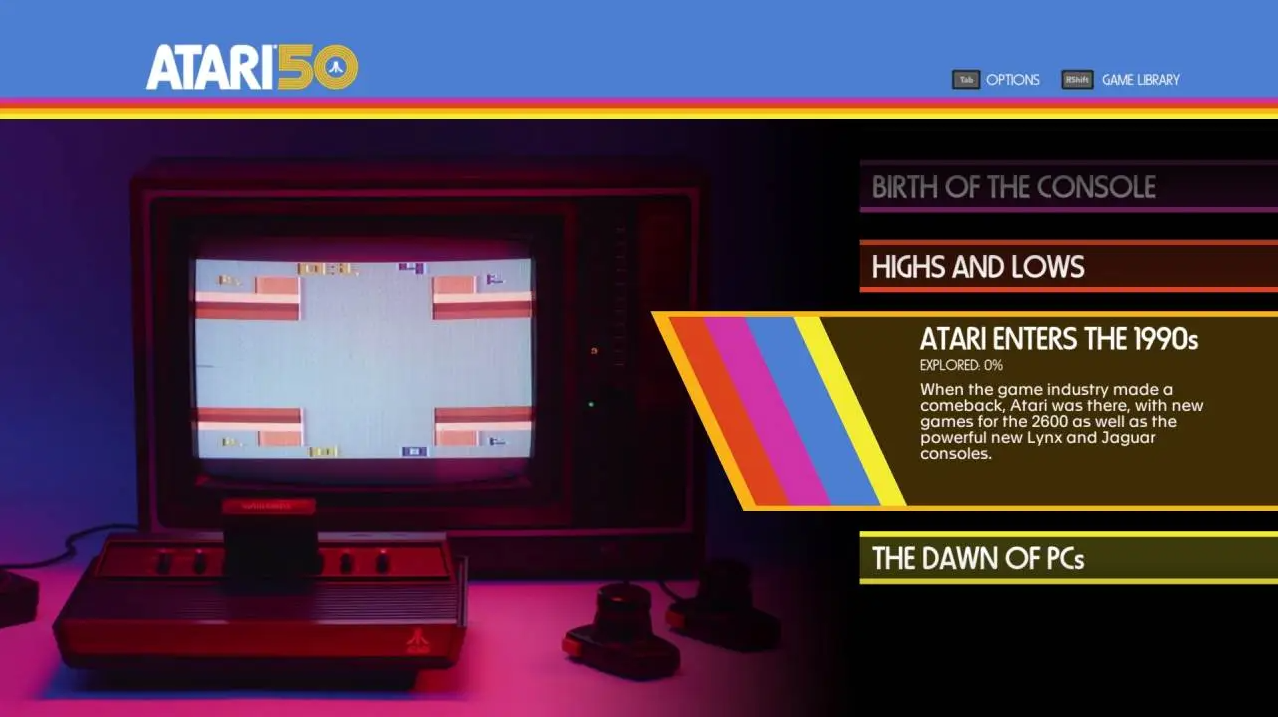 ATARI 50
Tab OPTIONS RShift GAME LIBRARY
BIRTH OF THE CONSOLE
HIGHS AND LOWS
ATARI ENTERS THE 1990s
EXPLORED: 0%
When the game industry made a
comeback, Atari was there, with new
games for the 2600 as well as the
powerful new Lynx and Jaguar
consoles.
THE DAWN OF PCs